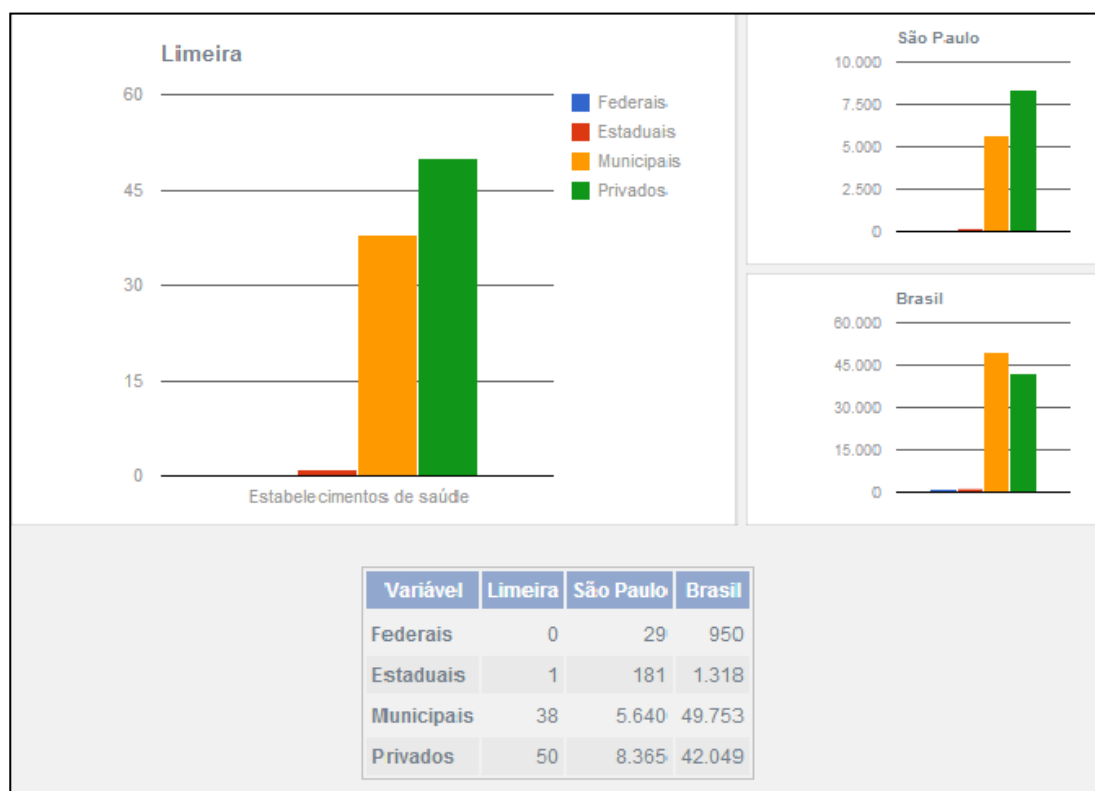 Limeira
60
45
30
15
0
Estabelecimentos de saúde
Federais
Estaduais
Municipais
Privados
São Paulo
10.000
7.500
5.000
2.500
0
Brasil
60.000
45.000
30.000
15.000
0
Variável Limeira São Paulo Brasil
Federais 0 29 950
Estaduais 1 181 1.318
Municipais 38 5.640 49.753
Privados 50 8.365 42.049